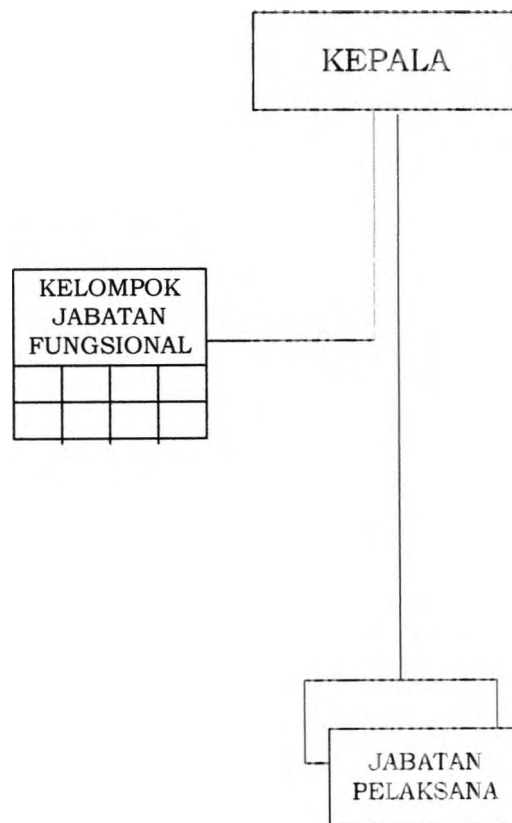 KEPALA
KELOMPOK
JABATAN
FUNGSIONAL
JABATAN
PELAKSANA